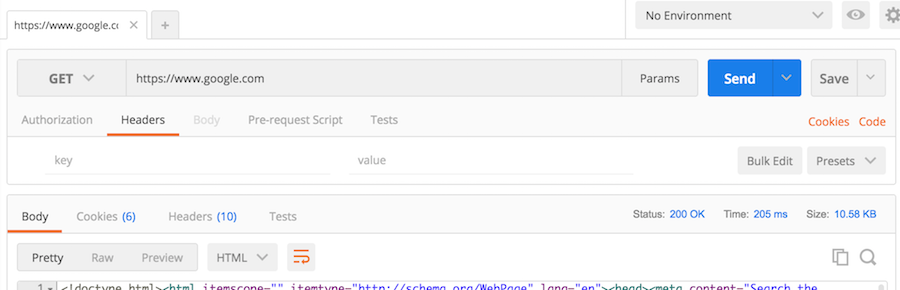 https://www.google.co
No Environment
GET https://www.google.com Params Send Save
Authorization Headers Body Pre-request Script Tests Cookies Code
key value Bulk Edit Presets
Body Cookies (6) Headers (10) Tests Status: 200 OK Time: 205 ms Size: 10.58 KB
Pretty Raw Preview HTML
1 <!doctype html><html itemscope="" itemtype="http://schema.org/WebPage" lang="en"><head><meta content="Search the